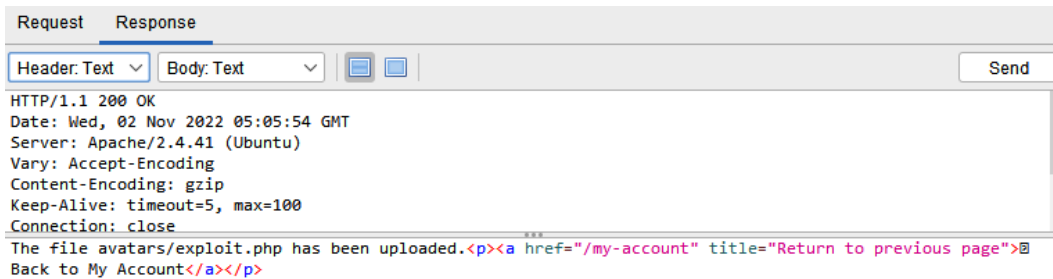 Request Response
Header: Text Body: Text Send
HTTP/1.1 200 OK
Date: Wed, 02 Nov 2022 05:05:54 GMT
Server: Apache/2.4.41 (Ubuntu)
Vary: Accept-Encoding
Content-Encoding: gzip
Keep-Alive: timeout=5, max=100
Connection: close
The file avatars/exploit.php has been uploaded.<p><a href="/my-account" title="Return to previous page">
Back to My Account</a></p>